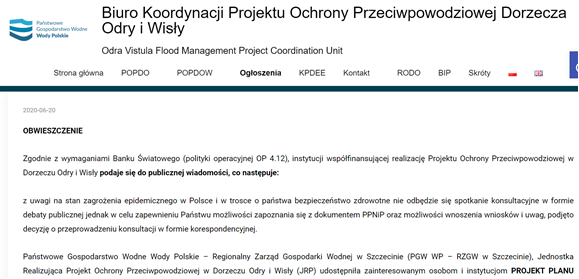 Państwowe
Gospodarstwo Wodne
Wody Polskie
Biuro Koordynacji Projektu Ochrony Przeciwpowodziowej Dorzecza
Odry i Wisły
Odra Vistula Flood Management Project Coordination Unit
Strona główna POPDO POPDOW Ogłoszenia KPDEE Kontakt RODO BIP Skróty
2020-06-20
OBWIESZCZENIE
Zgodnie z wymaganiami Banku Światowego (polityki operacyjnej OP 4.12), instytucji współfinansującej realizację Projektu Ochrony Przeciwpowodziowej w
Dorzeczu Odry i Wisły podaje się do publicznej wiadomości, co następuje:
z uwagi na stan zagrożenia epidemicznego w Polsce i w trosce o państwa bezpieczeństwo zdrowotne nie odbędzie się spotkanie konsultacyjne w formie
debaty publicznej jednak w celu zapewnieniu Państwu możliwości zapoznania się z dokumentem PPNiP oraz możliwości wnoszenia wniosków i uwag, podjęto
decyzję o przeprowadzeniu konsultacji w formie korespondencyjnej.
Państwowe Gospodarstwo Wodne Wody Polskie – Regionalny Zarząd Gospodarki Wodnej w Szczecinie (PGW WP – RZGW w Szczecinie), Jednostka
Realizująca Projekt Ochrony Przeciwpowodziowej w Dorzeczu Odry i Wisły (JRP) udostępniła zainteresowanym osobom i instytucjom PROJEKT PLANU